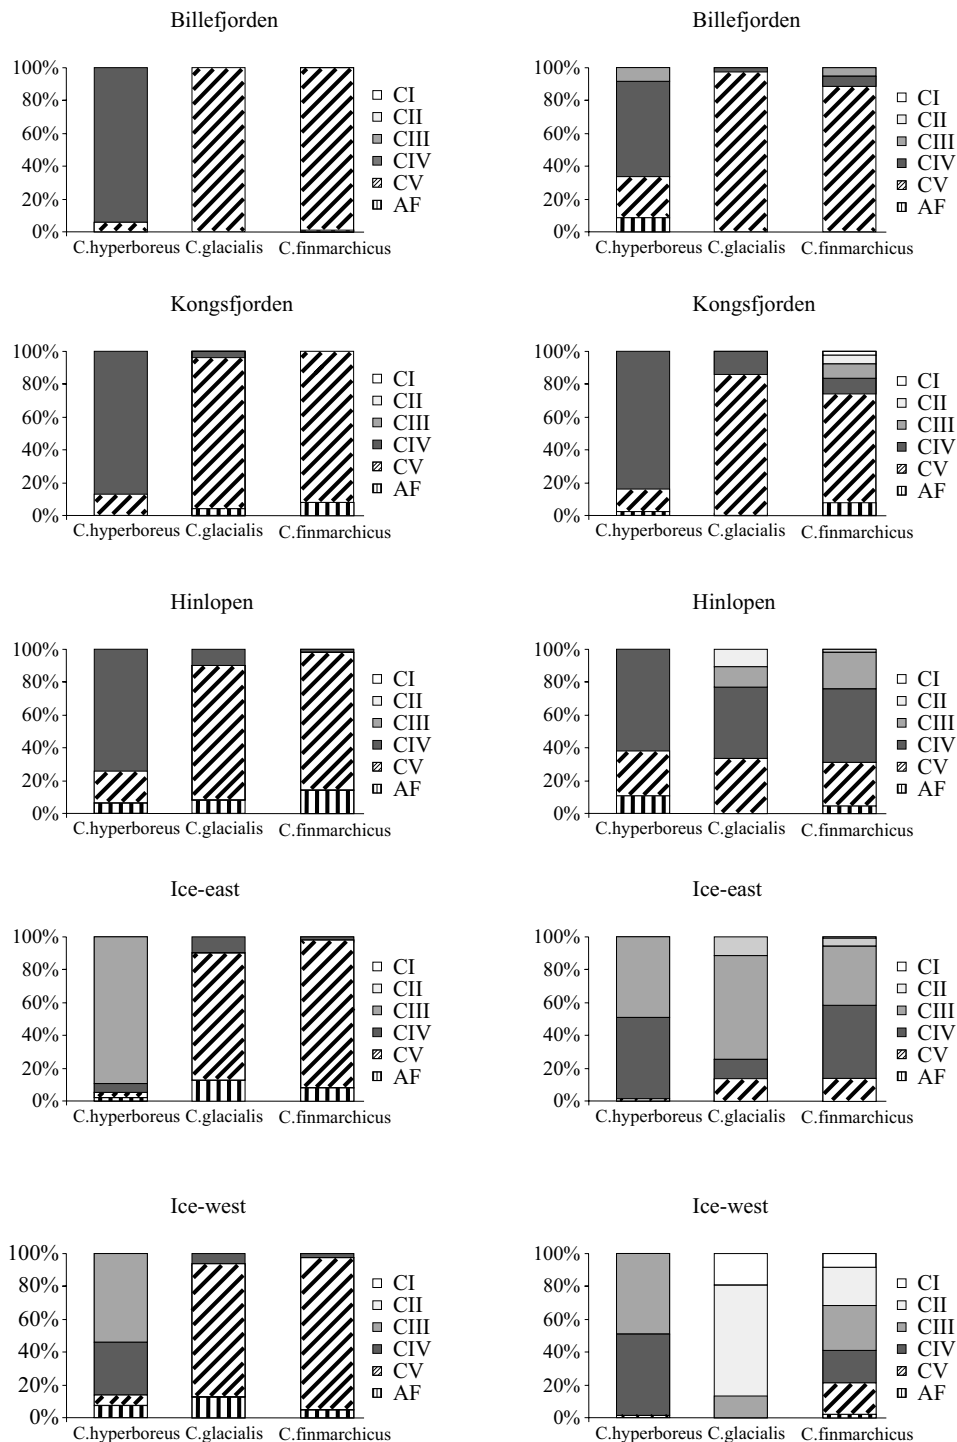 Billefjorden
100%
80%
60%
40%
20%
0%
C.hyperboreus C.glacialis C.finmarchicus
CI
CII
CIII
CIV
CV
AF
Billefjorden
100%
80%
60%
40%
20%
0%
C.hyperboreus C.glacialis C.finmarchicus
CI
CII
CIII
CIV
CV
AF
Kongsfjorden
100%
80%
60%
40%
20%
0%
C.hyperboreus C.glacialis C.finmarchicus
CI
CII
CIII
CIV
CV
AF
Kongsfjorden
100%
80%
60%
40%
20%
0%
C.hyperboreus C.glacialis C.finmarchicus
CI
CII
CIII
CIV
CV
AF
Hinlopen
100%
80%
60%
40%
20%
0%
C.hyperboreus C.glacialis C.finmarchicus
CI
CII
CIII
CIV
CV
AF
Hinlopen
100%
80%
60%
40%
20%
0%
C.hyperboreus C.glacialis C.finmarchicus
CI
CII
CIII
CIV
CV
AF
Ice-east
100%
80%
60%
40%
20%
0%
C.hyperboreus C.glacialis C.finmarchicus
CI
CII
CIII
CIV
CV
AF
Ice-east
100%
80%
60%
40%
20%
0%
C.hyperboreus C.glacialis C.finmarchicus
CI
CII
CIII
CIV
CV
AF
Ice-west
100%
80%
60%
40%
20%
0%
C.hyperboreus C.glacialis C.finmarchicus
CI
CII
CIII
CIV
CV
AF
Ice-west
100%
80%
60%
40%
20%
0%
C.hyperboreus C.glacialis C.finmarchicus
CI
CII
CIII
CIV
CV
AF